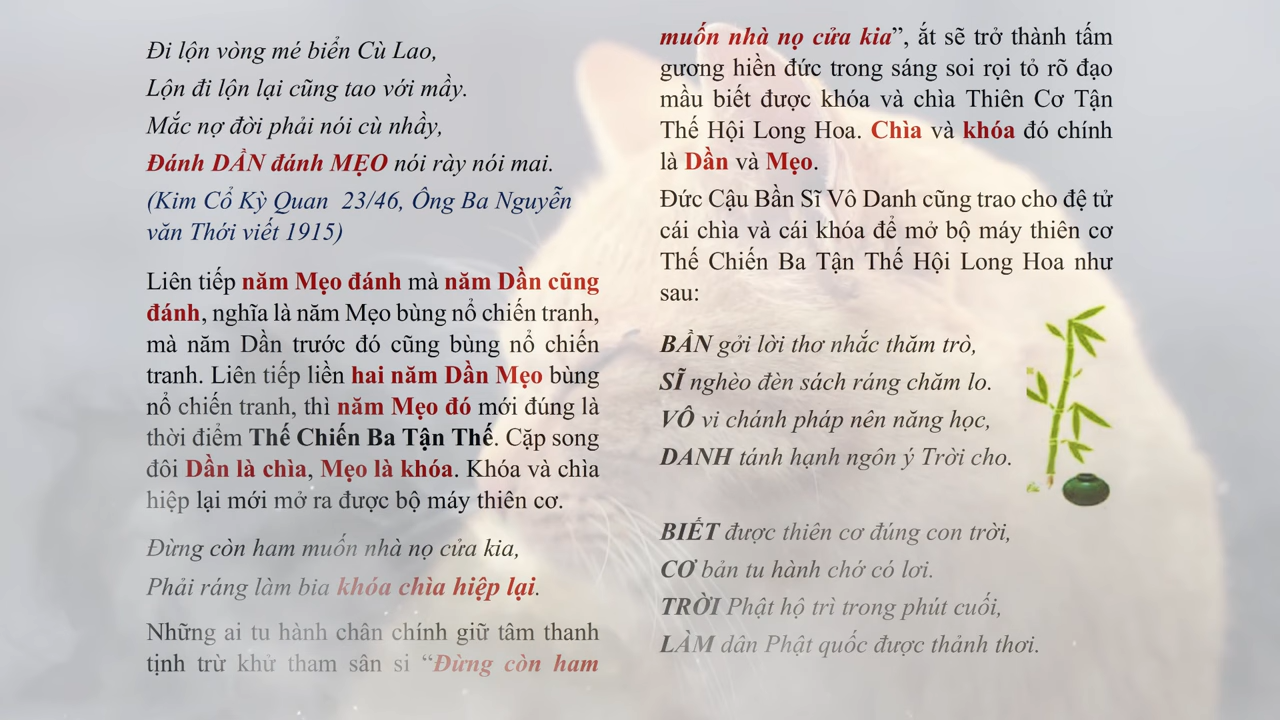 Đi lộn vòng mé biển Cù Lao,
Lộn đi lộn lại cũng tao với mầy.
Mắc nợ đời phải nói cù nhầy,
Đánh DẦN đánh MẸO nói rày nói mai.
(Kim Cổ Kỳ Quan 23/46, Ông Ba Nguyễn
văn Thới viết 1915)
Liên tiếp năm Mẹo đánh mà năm Dần cũng
đánh, nghĩa là năm Mẹo bùng nổ chiến tranh,
mà năm Dần trước đó cũng bùng nổ chiến
tranh. Liên tiếp liền hai năm Dần Mẹo bùng
nổ chiến tranh, thì năm Mẹo đó mới đúng là
thời điểm Thế Chiến Ba Tận Thế. Cặp song
đôi Dần là chìa, Mẹo là khóa. Khóa và chìa
hiệp lại mới mở ra được bộ máy thiên cơ.
Đừng còn ham muốn nhà nọ cửa kia,
Phải ráng làm bia khóa chìa hiệp lại.
Những ai tu hành chân chính giữ tâm thanh
tịnh trừ khử tham sân si “Đừng còn ham
muốn nhà nọ cửa kia”, ắt sẽ trở thành tấm
gương hiền đức trong sáng soi rọi tỏ rõ đạo
mầu biết được khóa và chìa Thiên Cơ Tận
Thế Hội Long Hoa. Chìa và khóa đó chính
là Dần và Mẹo.
Đức Cậu Bần Sĩ Vô Danh cũng trao cho đệ tử
cái chìa và cái khóa để mở bộ máy thiên cơ
Thế Chiến Ba Tận Thế Hội Long Hoa như
sau:
BẦN gởi lời thơ nhắc thăm trò,
SĨ nghèo đèn sách ráng chăm lo.
VÔ vi chánh pháp nên năng học,
DANH tánh hạnh ngôn ý Trời cho.
BIẾT được thiên cơ đúng con trời,
CƠ bản tu hành chớ có lơi.
TRỜI Phật hộ trì trong phút cuối,
LÀM dân Phật quốc được thảnh thơi.